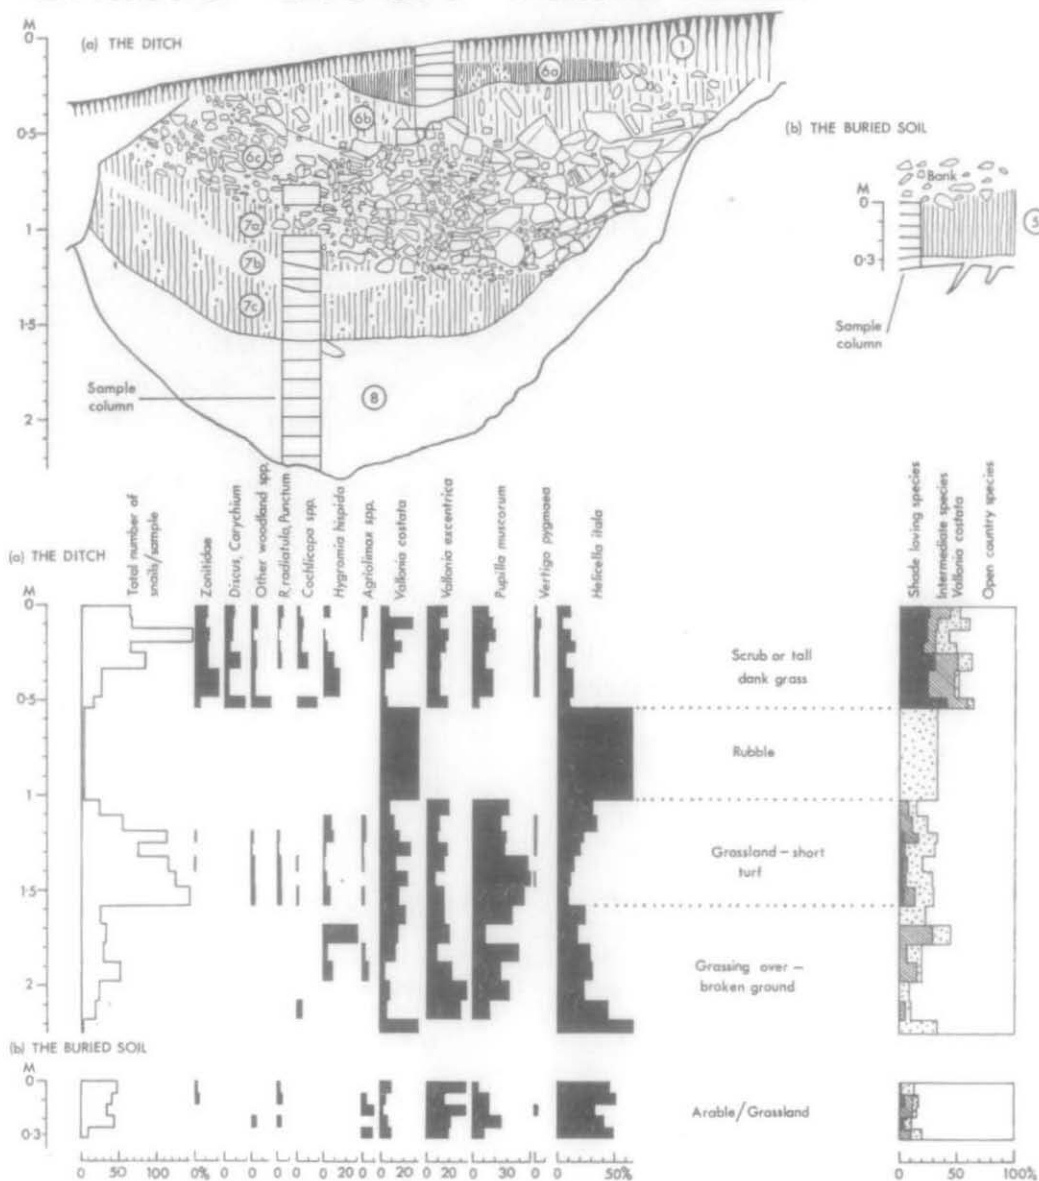 M
(a) THE DITCH
0
0·5
1
1·5
2
1
6a
6b
6c
7a
7b
7c
8
Sample
column
(b) THE BURIED SOIL
Bank
M
0
0·3
5
Sample
column
(a) THE DITCH
Total number of
snails/sample
Zonitidae
Discus, Carychium
Other woodland spp.
R. radiatula, Punctum
Cochlicopa spp.
Hygromia hispida
Agriolimax spp.
Vallonia costata
Vallonia excentrica
Pupilla muscorum
Vertigo pygmaea
Helicella itala
Shade loving species
Intermediate species
Vallonia costata
Open country species
M
0
0·5
1
1·5
2
Scrub or tall
dank grass
Rubble
Grassland – short
turf
Grassing over –
broken ground
(b) THE BURIED SOIL
M
0
0·3
Arable/Grassland
0 50 100 0% 0 0 0 0 0 0 0 20 0 20 0 30 0 0 50% 0 50 100%